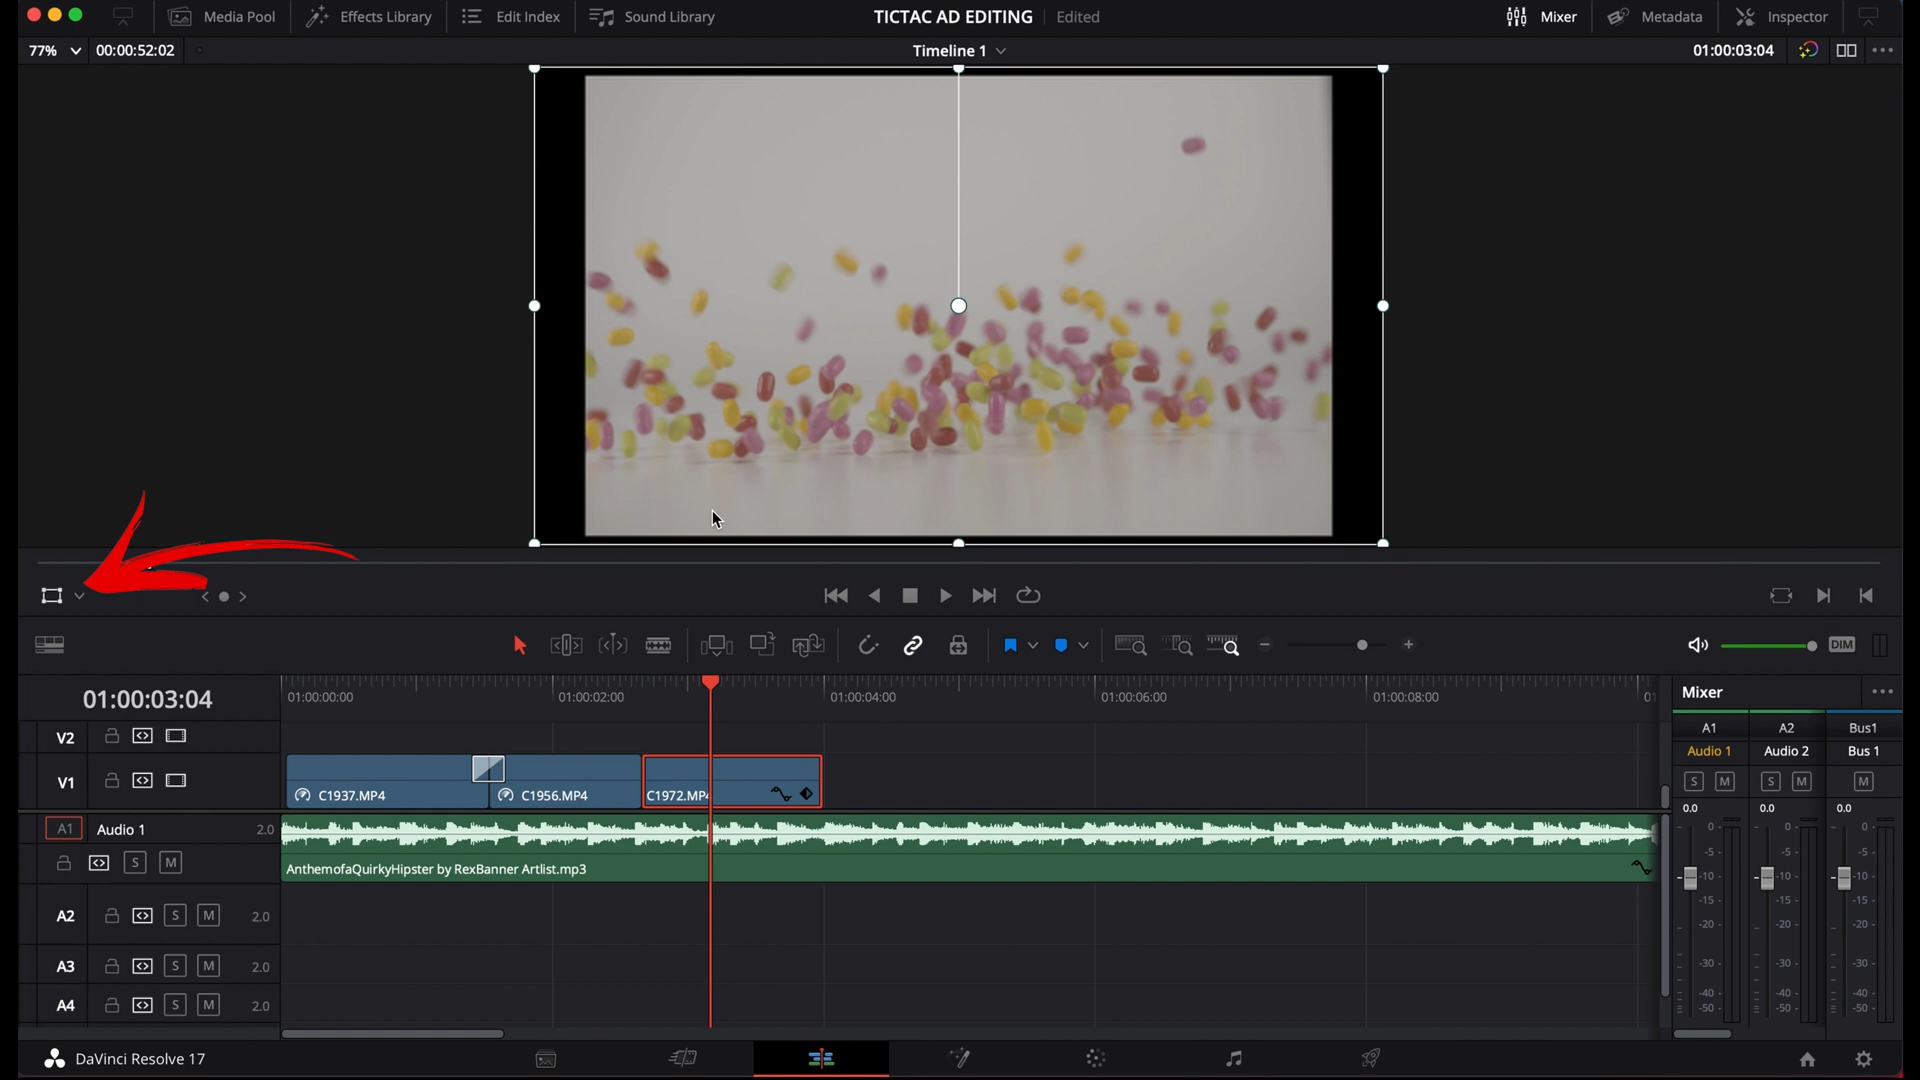 Media Pool Effects Library Edit Index Sound Library TICTAC AD EDITING Edited Mixer Metadata Inspector
77% 00:00:52:02 Timeline 1 01:00:03:04
01:00:03:04 01:00:00:00 01:00:02:00 01:00:04:00 01:00:06:00 01:00:08:00
DIM
Mixer
V2
V1 C1937.MP4 C1956.MP4 C1972.MP4
A1 Audio 1 2.0
S M
AnthemofaQuirkyHipster by RexBanner Artlist.mp3
A2 S M 2.0
A3 S M 2.0
A4 S M 2.0
A1 A2 Bus1
Audio 1 Audio 2 Bus 1
S M S M M
0.0 0.0 0.0
0 0 0
-5 -5 -5
-10 -10 -10
-15 -15 -15
-20 -20 -20
-30 -30 -30
-40 -40 -40
-50 -50 -50
DaVinci Resolve 17